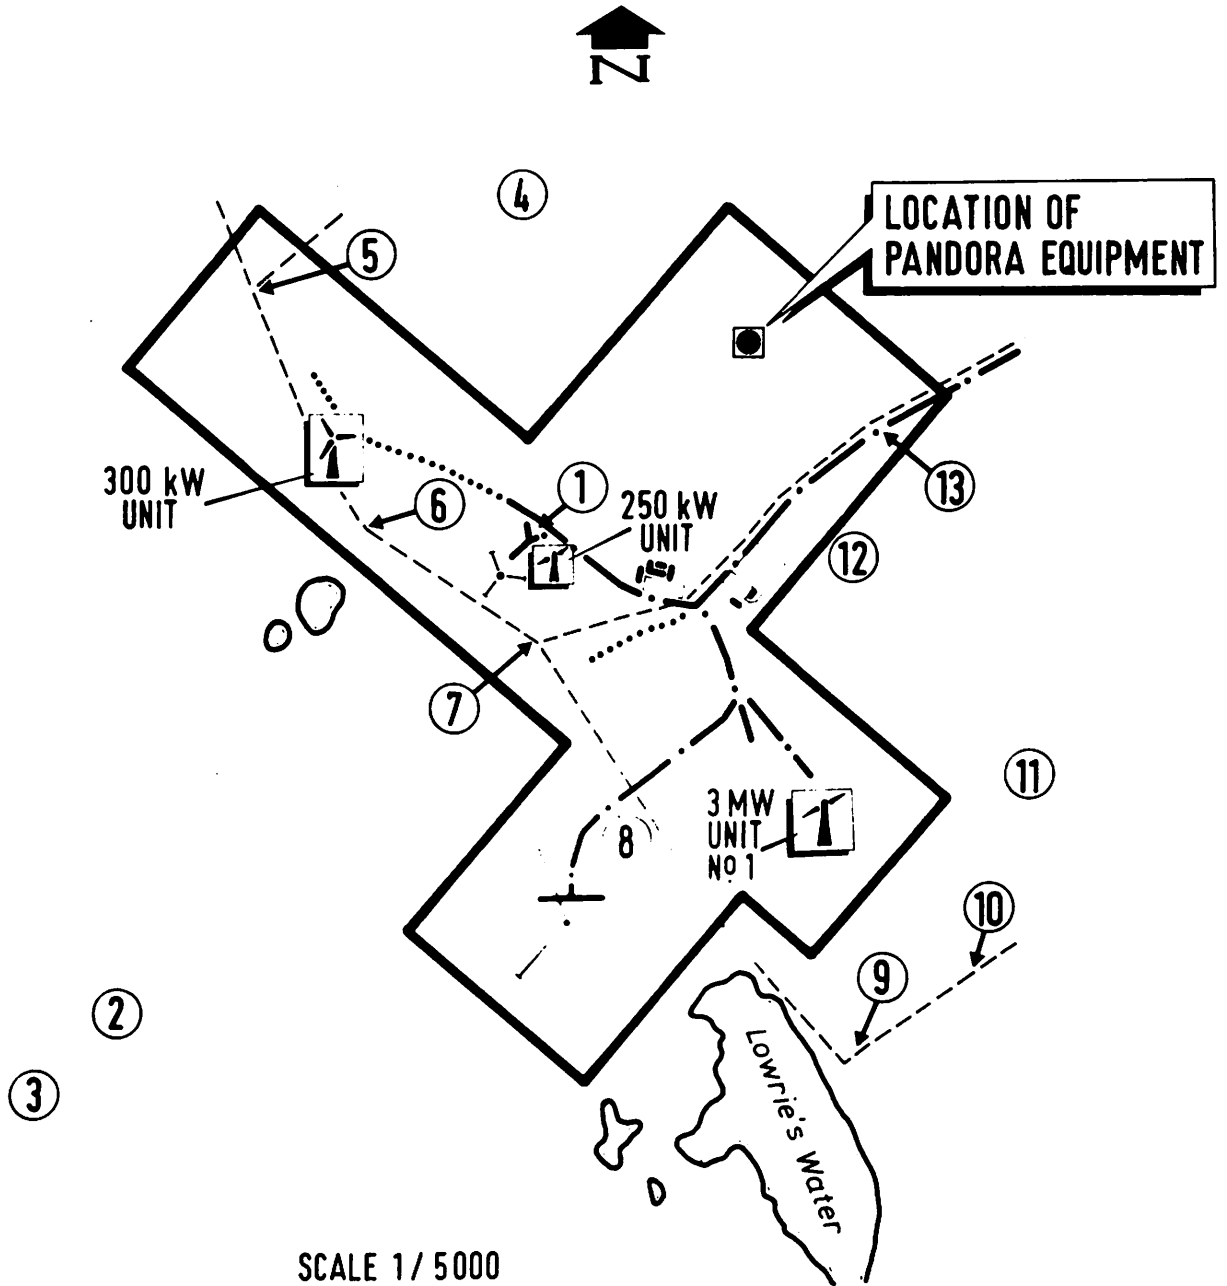 N
4
LOCATION OF
PANDORA EQUIPMENT
5
300 kW
UNIT
6
1
250 kW
UNIT
13
12
7
11
3 MW
UNIT
Nº 1
8
10
9
2
3
Lowrie's Water
SCALE 1/5000